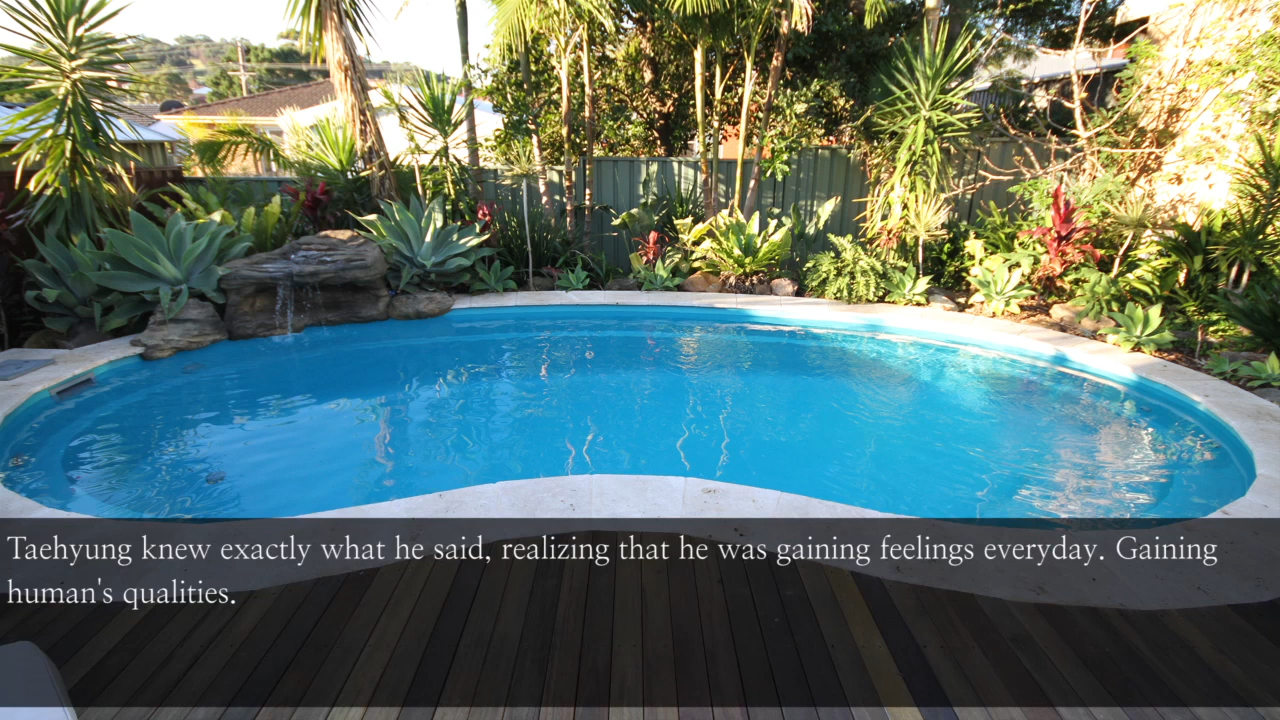 Taehyung knew exactly what he said, realizing that he was gaining feelings everyday. Gaining
human's qualities.